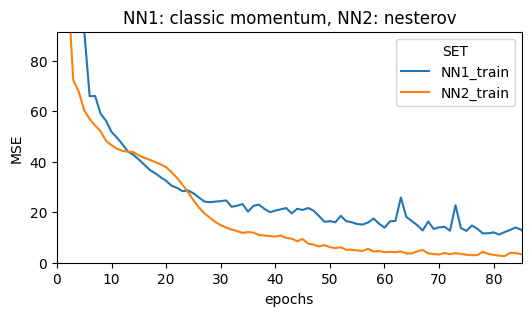 NN1: classic momentum, NN2: nesterov
SET
NN1_train
NN2_train
MSE
80
60
40
20
0
0 10 20 30 40 50 60 70 80
epochs